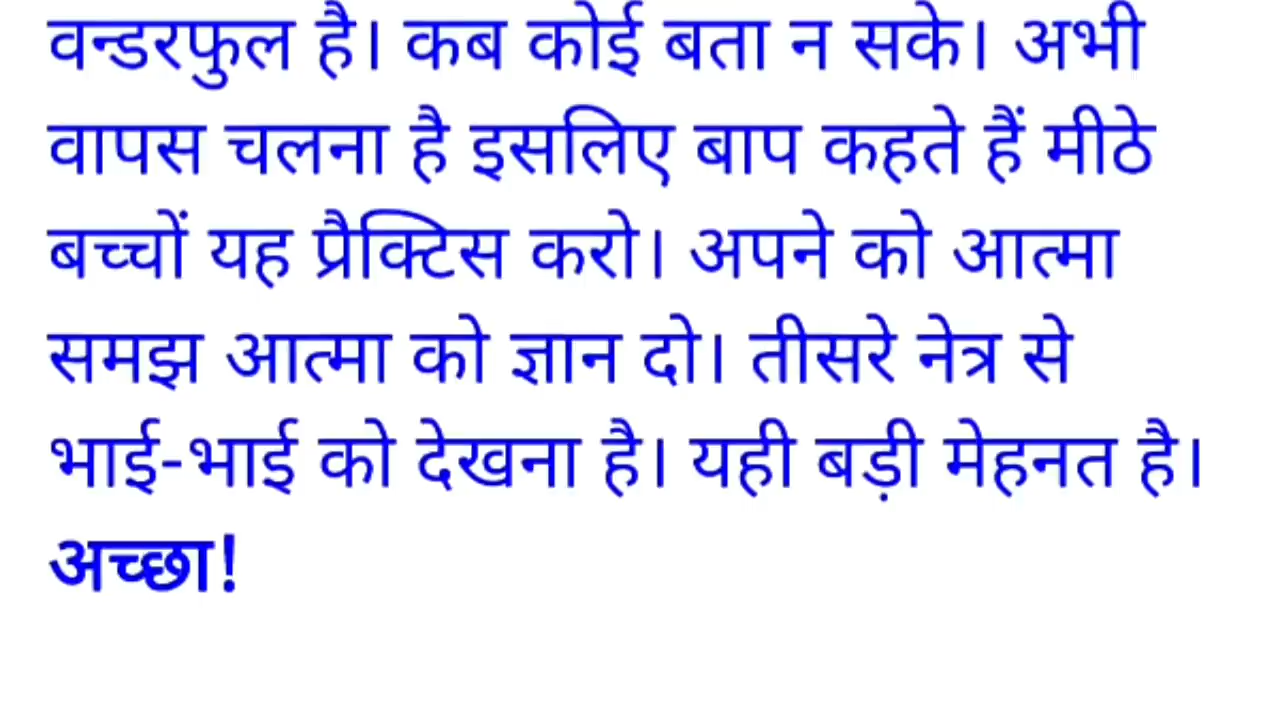 वन्डरफुल है। कब कोई बता न सके। अभी
वापस चलना है इसलिए बाप कहते हैं मीठे
बच्चों यह प्रैक्टिस करो। अपने को आत्मा
समझ आत्मा को ज्ञान दो। तीसरे नेत्र से
भाई-भाई को देखना है। यही बड़ी मेहनत है।
अच्छा!